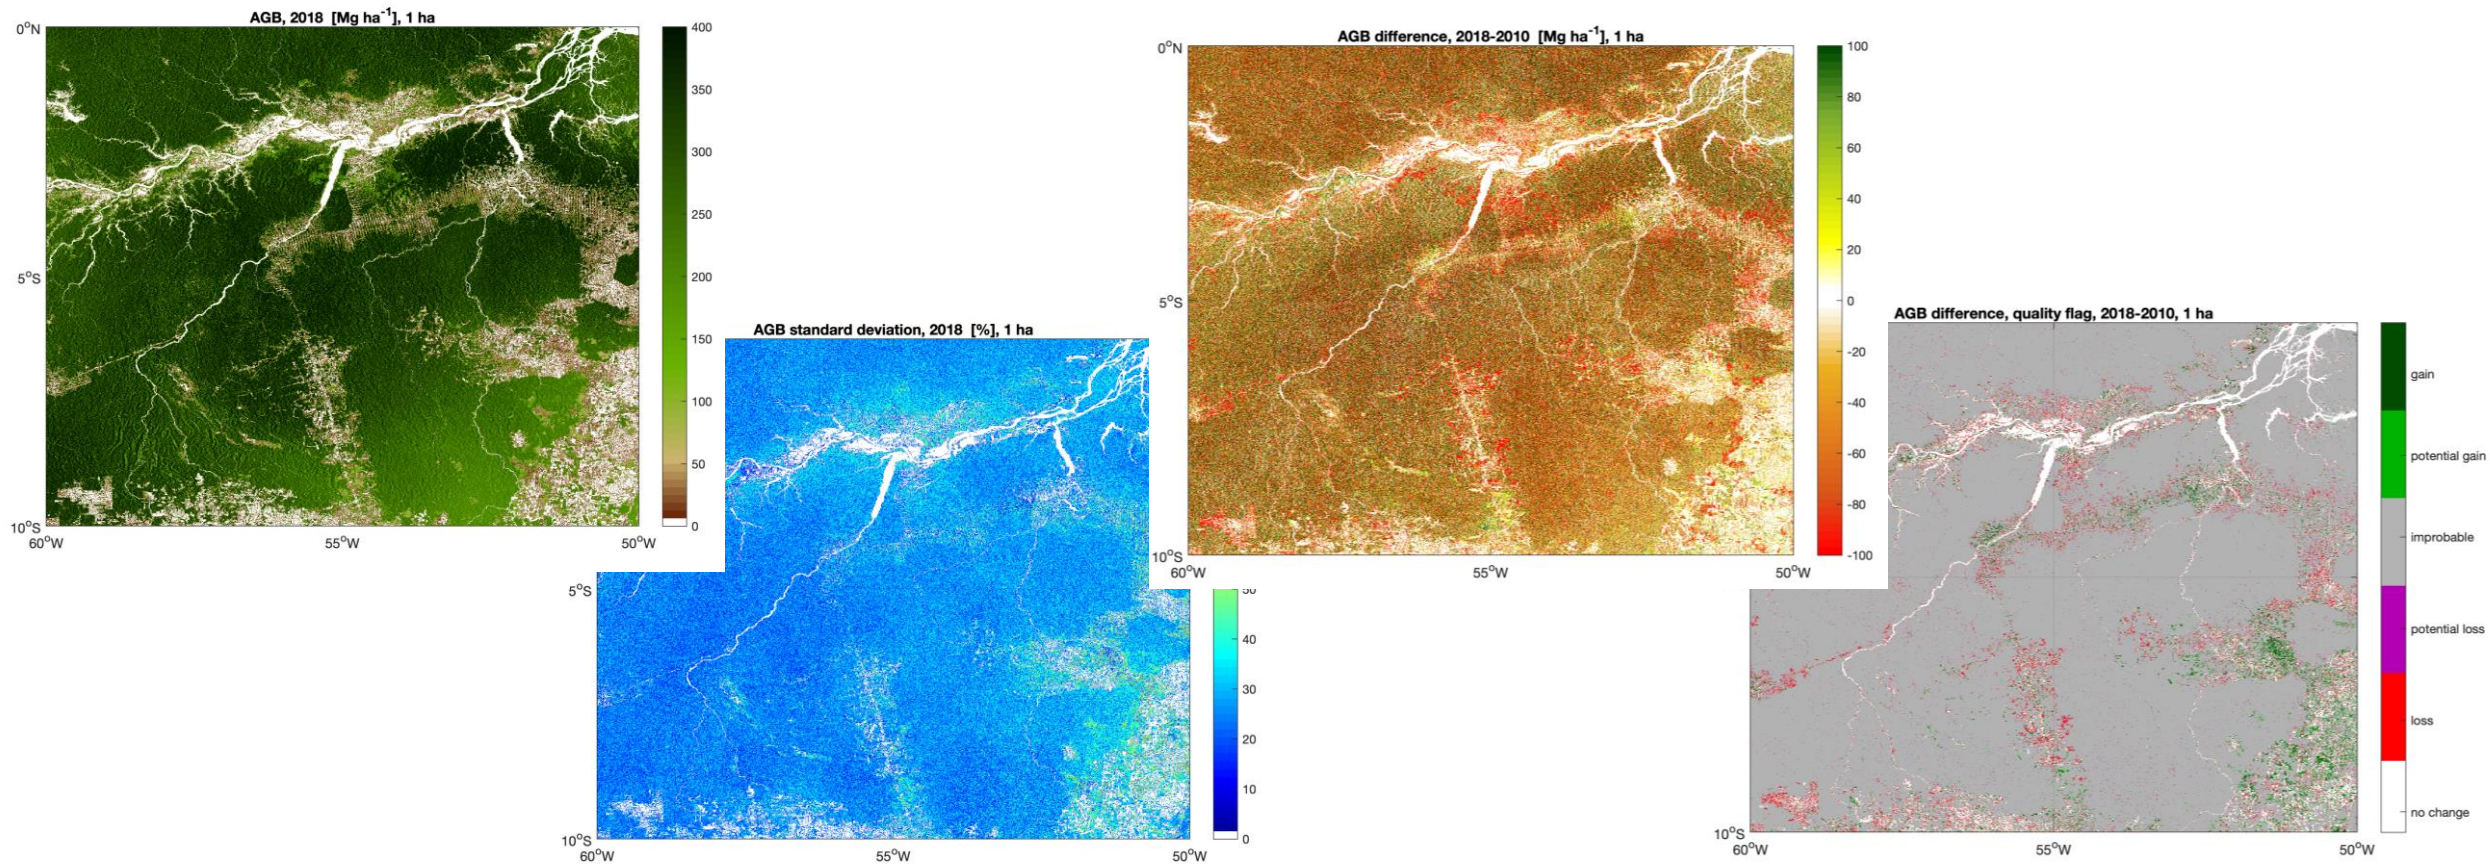 AGB, 2018 [Mg ha⁻¹], 1 ha
0°N
5°S
10°S
60°W
55°W
50°W
400
350
300
250
200
150
100
50
0
AGB standard deviation, 2018 [%], 1 ha
5°S
10°S
60°W
55°W
50°W
50
40
30
20
10
0
AGB difference, 2018-2010 [Mg ha⁻¹], 1 ha
0°N
5°S
10°S
60°W
55°W
50°W
100
80
60
40
20
0
-20
-40
-60
-80
-100
AGB difference, quality flag, 2018-2010, 1 ha
10°S
60°W
55°W
50°W
gain
potential gain
improbable
potential loss
loss
no change